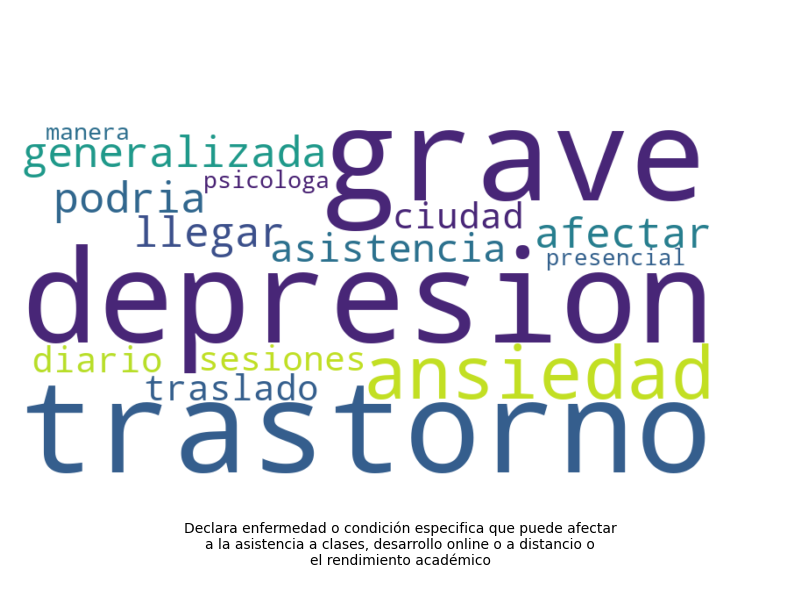 manera
grave
generalizada
psicologa
podria
ciudad
llegar
afectar
asistencia
presencial
depresion
diario
sesiones
ansiedad
traslado
trastorno
Declara enfermedad o condición especifica que puede afectar
a la asistencia a clases, desarrollo online o a distancio o
el rendimiento académico